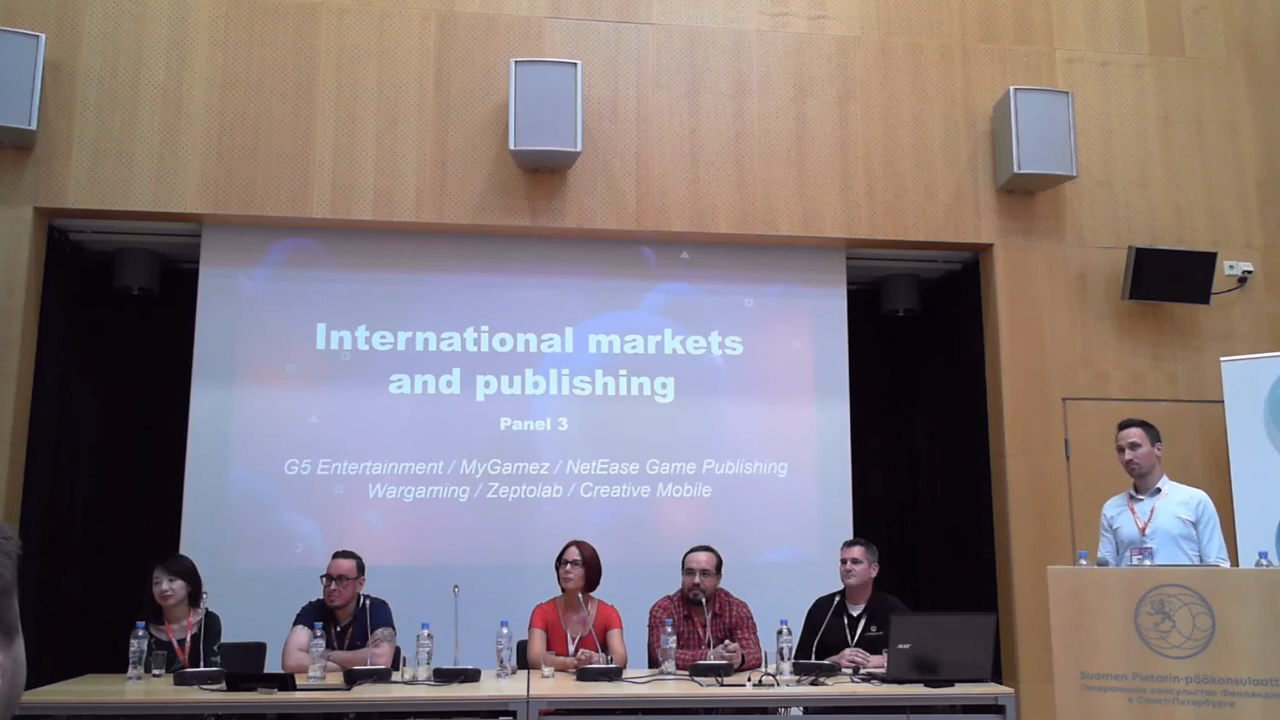 International markets
and publishing
Panel 3
G5 Entertainment / MyGamez / NetEase Game Publishing
Wargaming / Zeptolab / Creative Mobile
acer
Suomen Pietarin-pääkonsulaatti
Генеральное консульство Финляндии
в Санкт-Петербурге